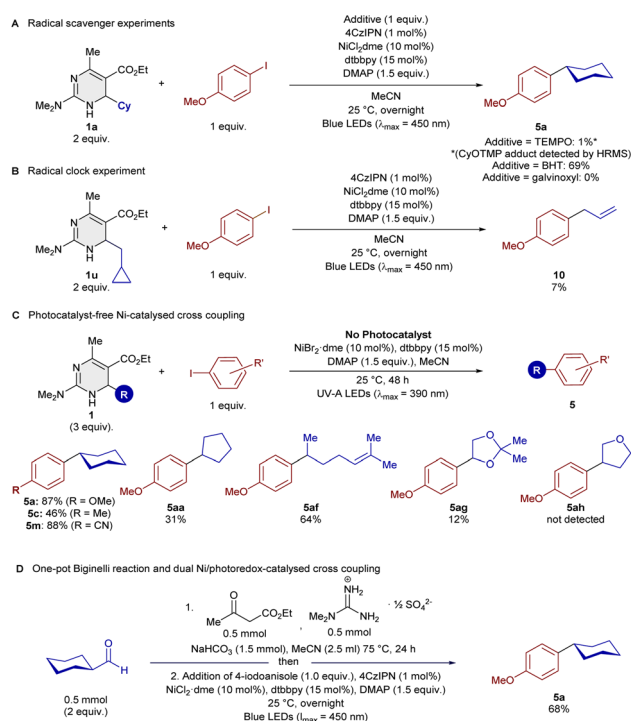 A Radical scavenger experiments
Me
N
CO₂Et
Me₂N
N
H
Cy
1a
2 equiv.
+
I
MeO
1 equiv.
Additive (1 equiv.)
4CzIPN (1 mol%)
NiCl₂dme (10 mol%)
dtbbpy (15 mol%)
DMAP (1.5 equiv.)
MeCN
25 °C, overnight
Blue LEDs (λmax = 450 nm)
MeO
5a
Additive = TEMPO: 1%*
*(CyOTMP adduct detected by HRMS)
Additive = BHT: 69%
Additive = galvinoxyl: 0%
B Radical clock experiment
Me
N
CO₂Et
Me₂N
N
H
1u
2 equiv.
+
I
MeO
1 equiv.
4CzIPN (1 mol%)
NiCl₂dme (10 mol%)
dtbbpy (15 mol%)
DMAP (1.5 equiv.)
MeCN
25 °C, overnight
Blue LEDs (λmax = 450 nm)
MeO
10
7%
C Photocatalyst-free Ni-catalysed cross coupling
Me
N
CO₂Et
Me₂N
N
H
R
1
(3 equiv.)
+
I
R'
1 equiv.
No Photocatalyst
NiBr₂·dme (10 mol%), dtbbpy (15 mol%)
DMAP (1.5 equiv.), MeCN
25 °C, 48 h
UV-A LEDs (λmax = 390 nm)
R
R'
5
R
5a: 87% (R = OMe)
5c: 46% (R = Me)
5m: 88% (R = CN)
MeO
5aa
31%
Me
Me
Me
MeO
5af
64%
O
Me
O
Me
MeO
5ag
12%
O
MeO
5ah
not detected
D One-pot Biginelli reaction and dual Ni/photoredox-catalysed cross coupling
O
H
0.5 mmol
(2 equiv.)
1.
O
Me
CO₂Et
0.5 mmol
,
⊕
NH₂
Me₂N
NH₂
· ½ SO₄²⁻
0.5 mmol
NaHCO₃ (1.5 mmol), MeCN (2.5 ml) 75 °C, 24 h
then
2. Addition of 4-iodoanisole (1.0 equiv.), 4CzIPN (1 mol%)
NiCl₂·dme (10 mol%), dtbbpy (15 mol%), DMAP (1.5 equiv.)
25 °C, overnight
Blue LEDs (lmax = 450 nm)
MeO
5a
68%